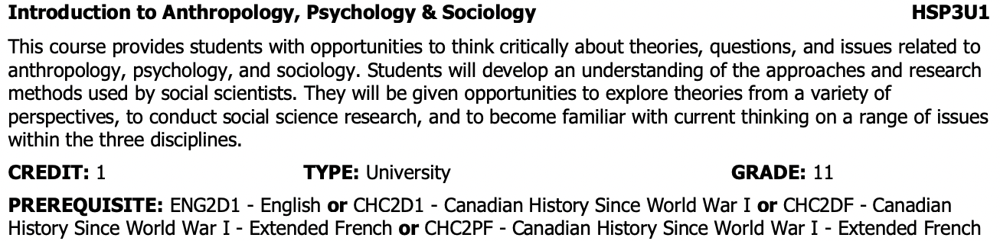 Introduction to Anthropology, Psychology & Sociology HSP3U1
This course provides students with opportunities to think critically about theories, questions, and issues related to
anthropology, psychology, and sociology. Students will develop an understanding of the approaches and research
methods used by social scientists. They will be given opportunities to explore theories from a variety of
perspectives, to conduct social science research, and to become familiar with current thinking on a range of issues
within the three disciplines.
CREDIT: 1 TYPE: University GRADE: 11
PREREQUISITE: ENG2D1 - English or CHC2D1 - Canadian History Since World War I or CHC2DF - Canadian
History Since World War I - Extended French or CHC2PF - Canadian History Since World War I - Extended French